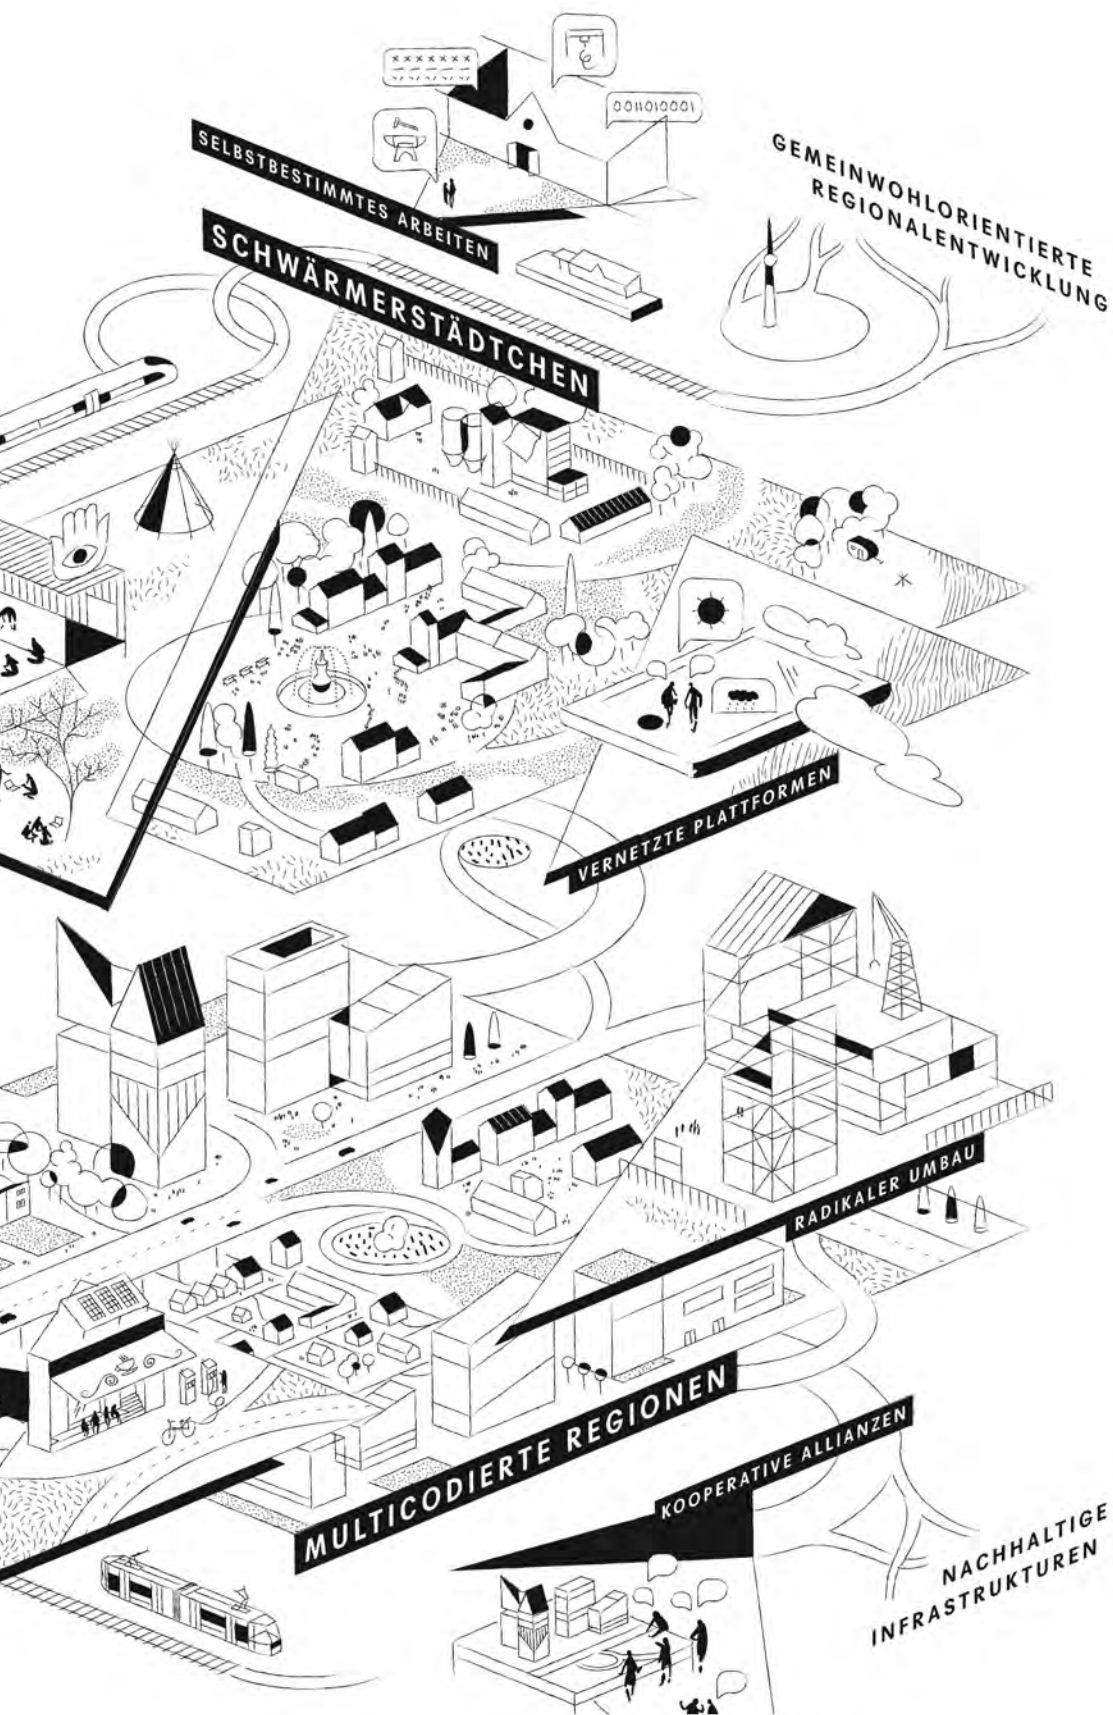 0011010001
SELBSTBESTIMMTES ARBEITEN
GEMEINWOHLORIENTIERTE
REGIONALENTWICKLUNG
SCHWÄRMERSTÄDTCHEN
VERNETZTE PLATTFORMEN
RADIKALER UMBAU
MULTICODIERTE REGIONEN
KOOPERATIVE ALLIANZEN
NACHHALTIGE
INFRASTRUKTUREN